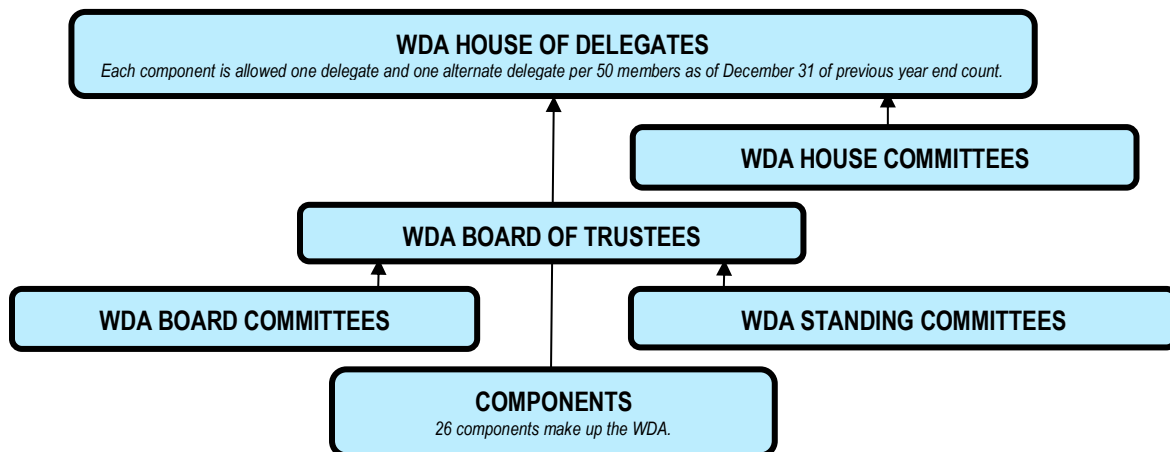 WDA HOUSE OF DELEGATES
Each component is allowed one delegate and one alternate delegate per 50 members as of December 31 of previous year end count.
WDA HOUSE COMMITTEES
WDA BOARD OF TRUSTEES
WDA BOARD COMMITTEES
WDA STANDING COMMITTEES
COMPONENTS
26 components make up the WDA.